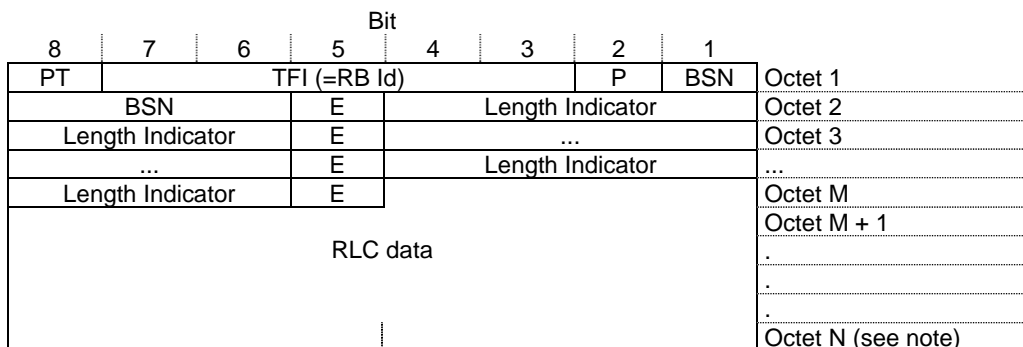 Bit
8 7 6 5 4 3 2 1
PT TFI (=RB Id) P BSN Octet 1
BSN E Length Indicator Octet 2
Length Indicator E ... Octet 3
... E Length Indicator ...
Length Indicator E Octet M
Octet M + 1
RLC data .
.
.
Octet N (see note)